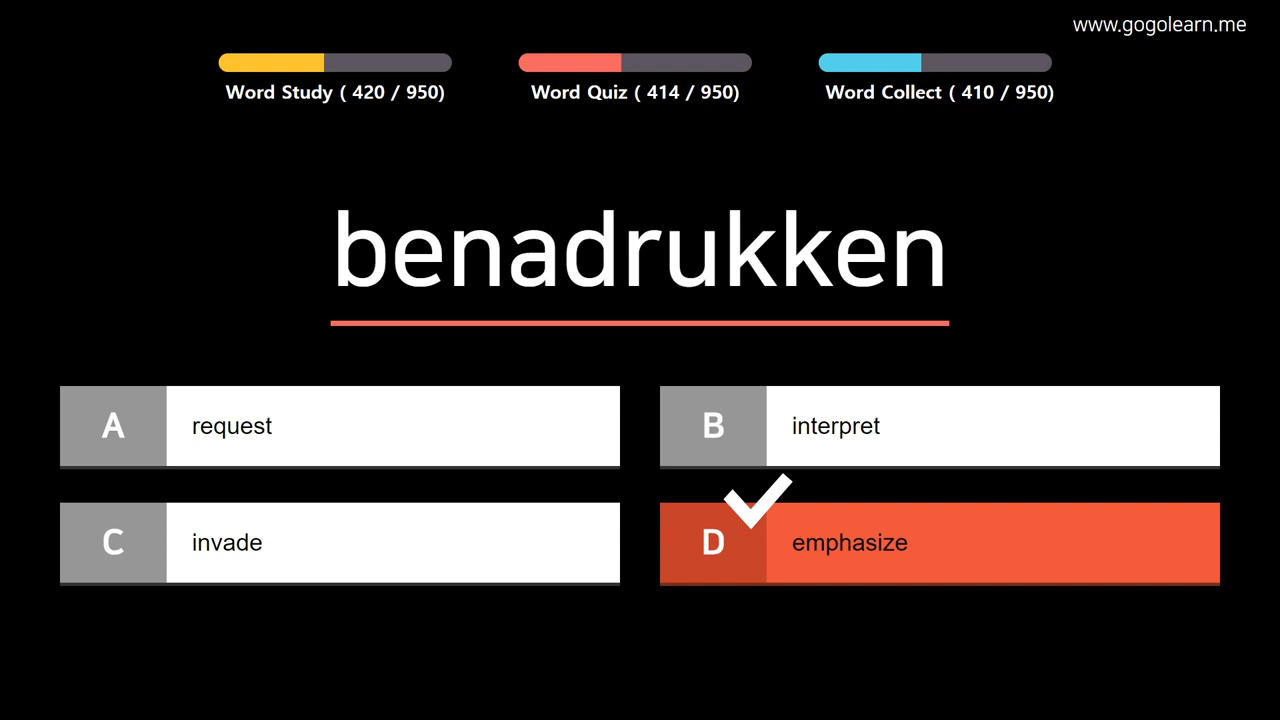 www.gogolearn.me
Word Study ( 420 / 950)
Word Quiz ( 414 / 950)
Word Collect ( 410 / 950)
benadrukken
A request
B interpret
C invade
D emphasize